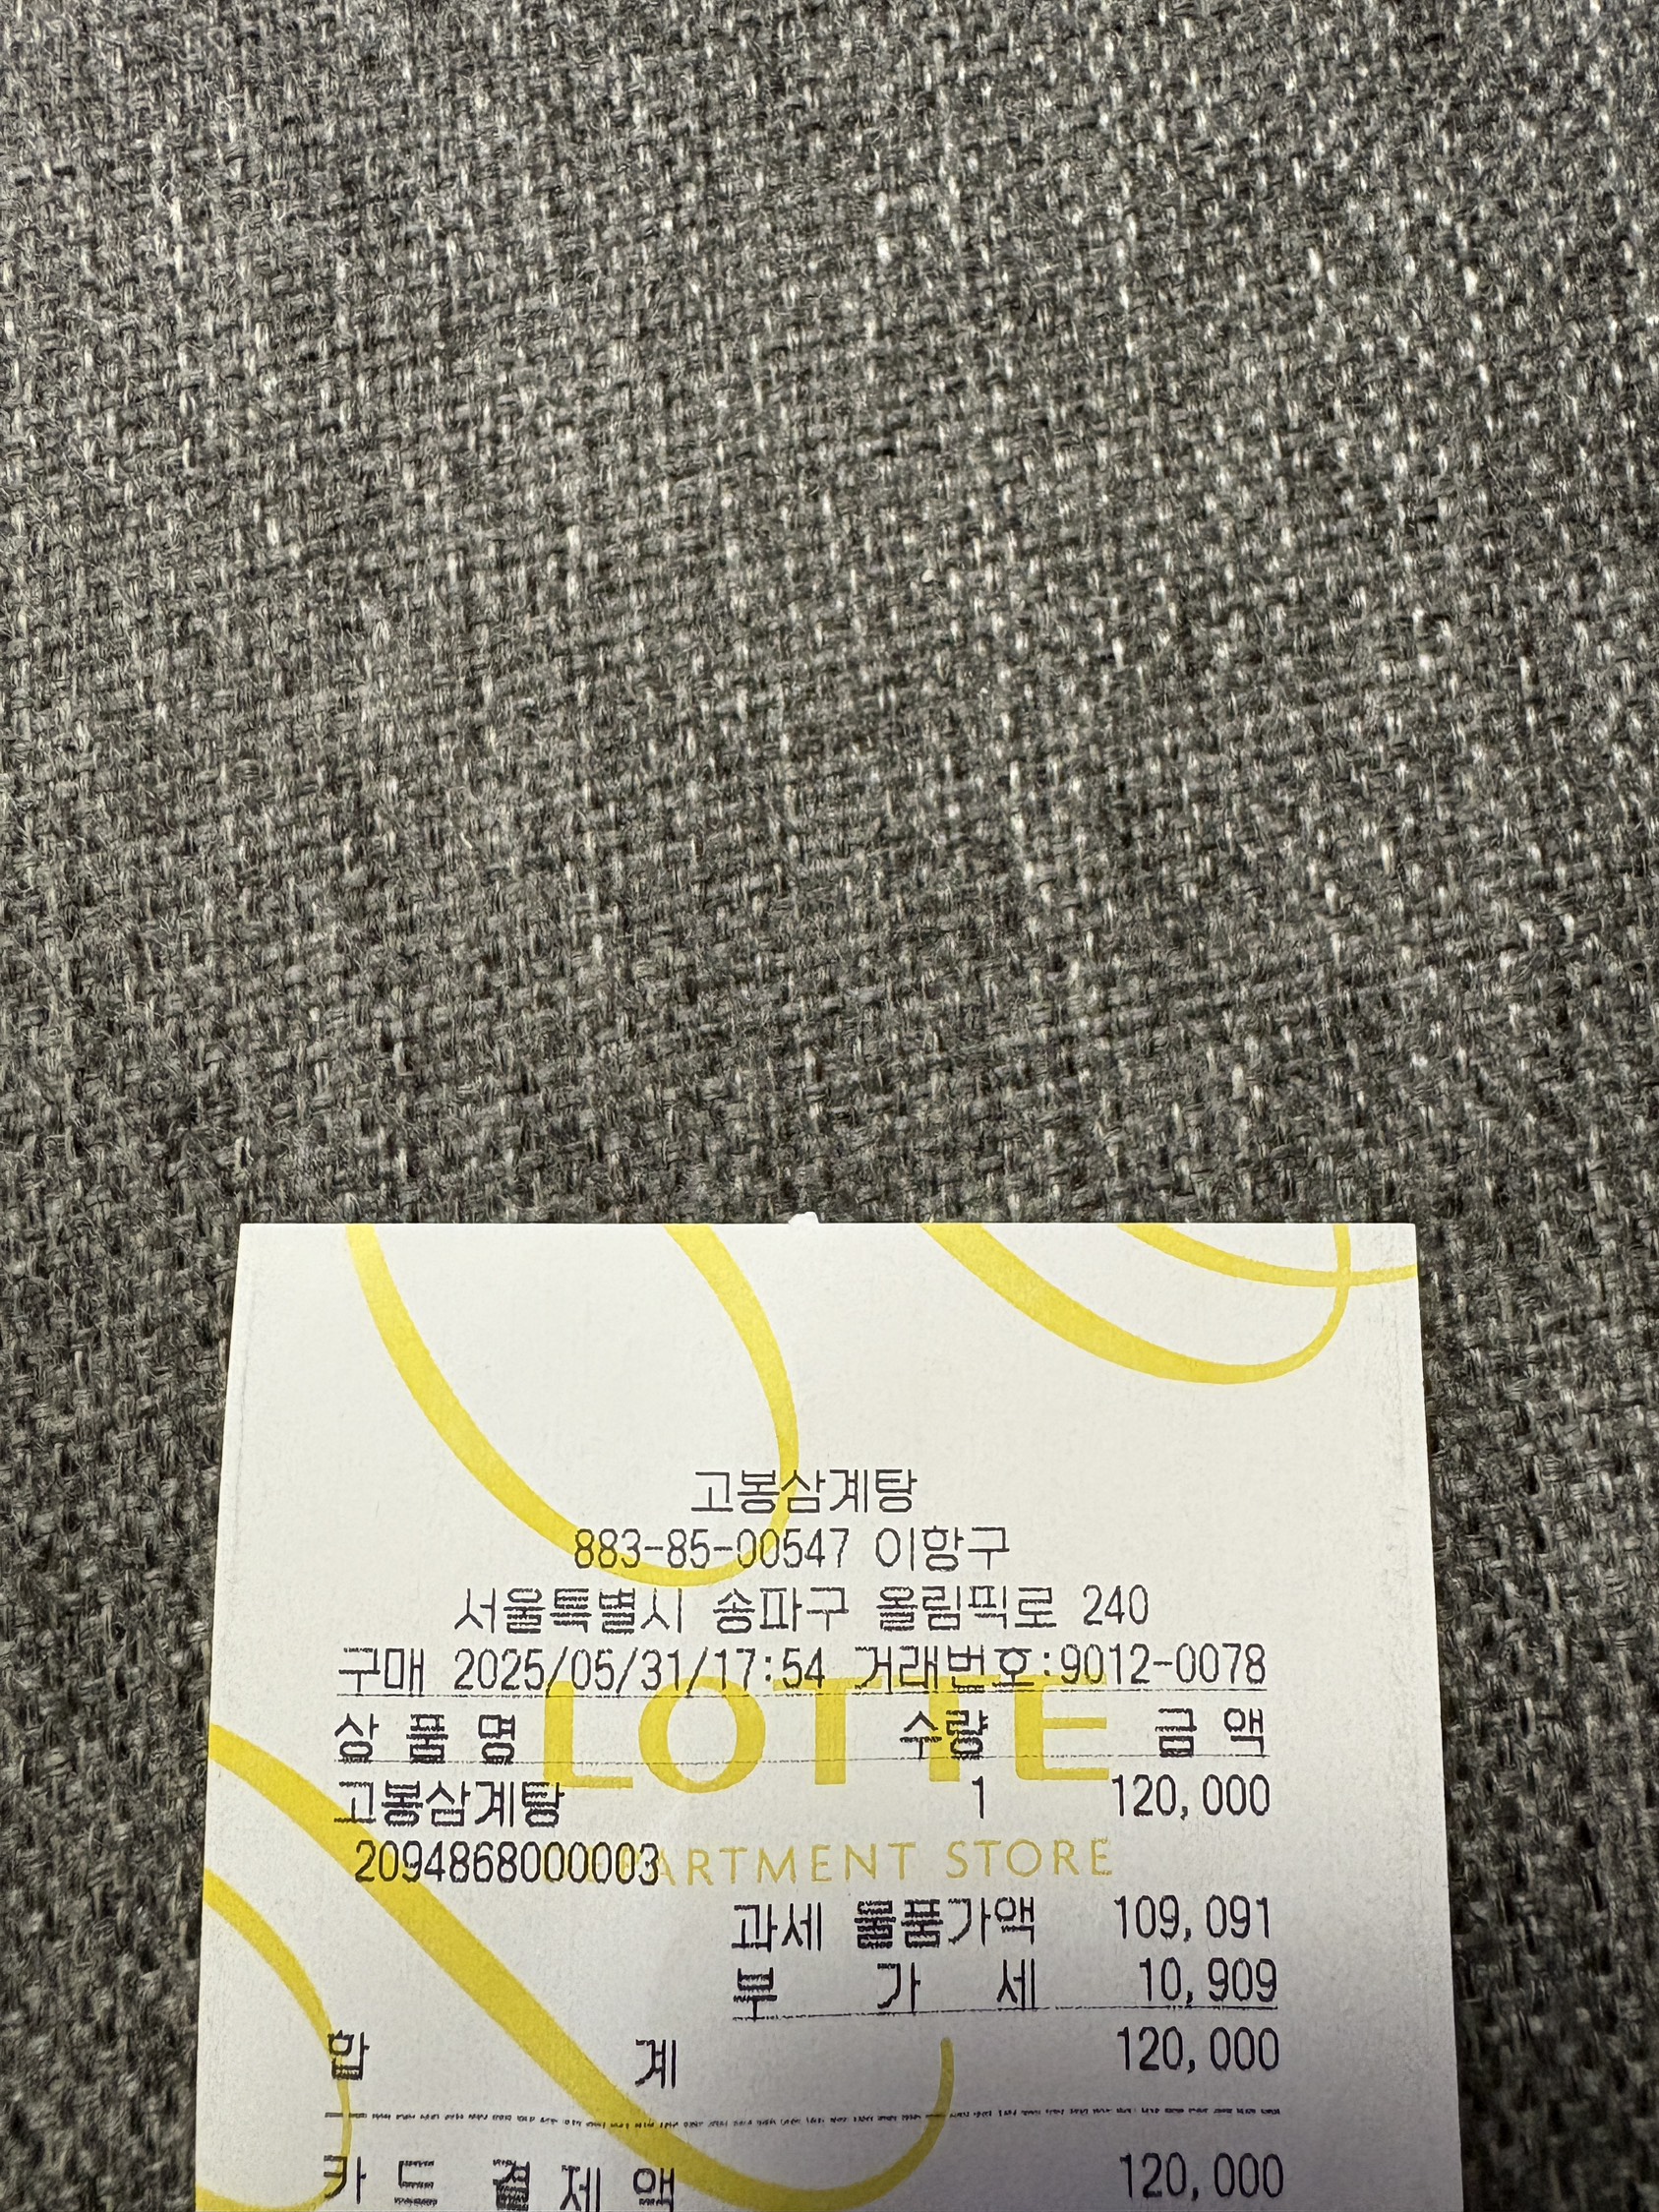 고봉삼계탕
883-85-00547 이항구
서울특별시 송파구 올림픽로 240
구매 2025/05/31/17:54 거래번호:9012-0078
LOTTE
상 품 명 수량 금 액
고봉삼계탕 1 120,000
DEPARTMENT STORE
2094868000003
과세 물품가액 109,091
부 가 세 10,909
합 계 120,000
카 드 결 제 액 120,000